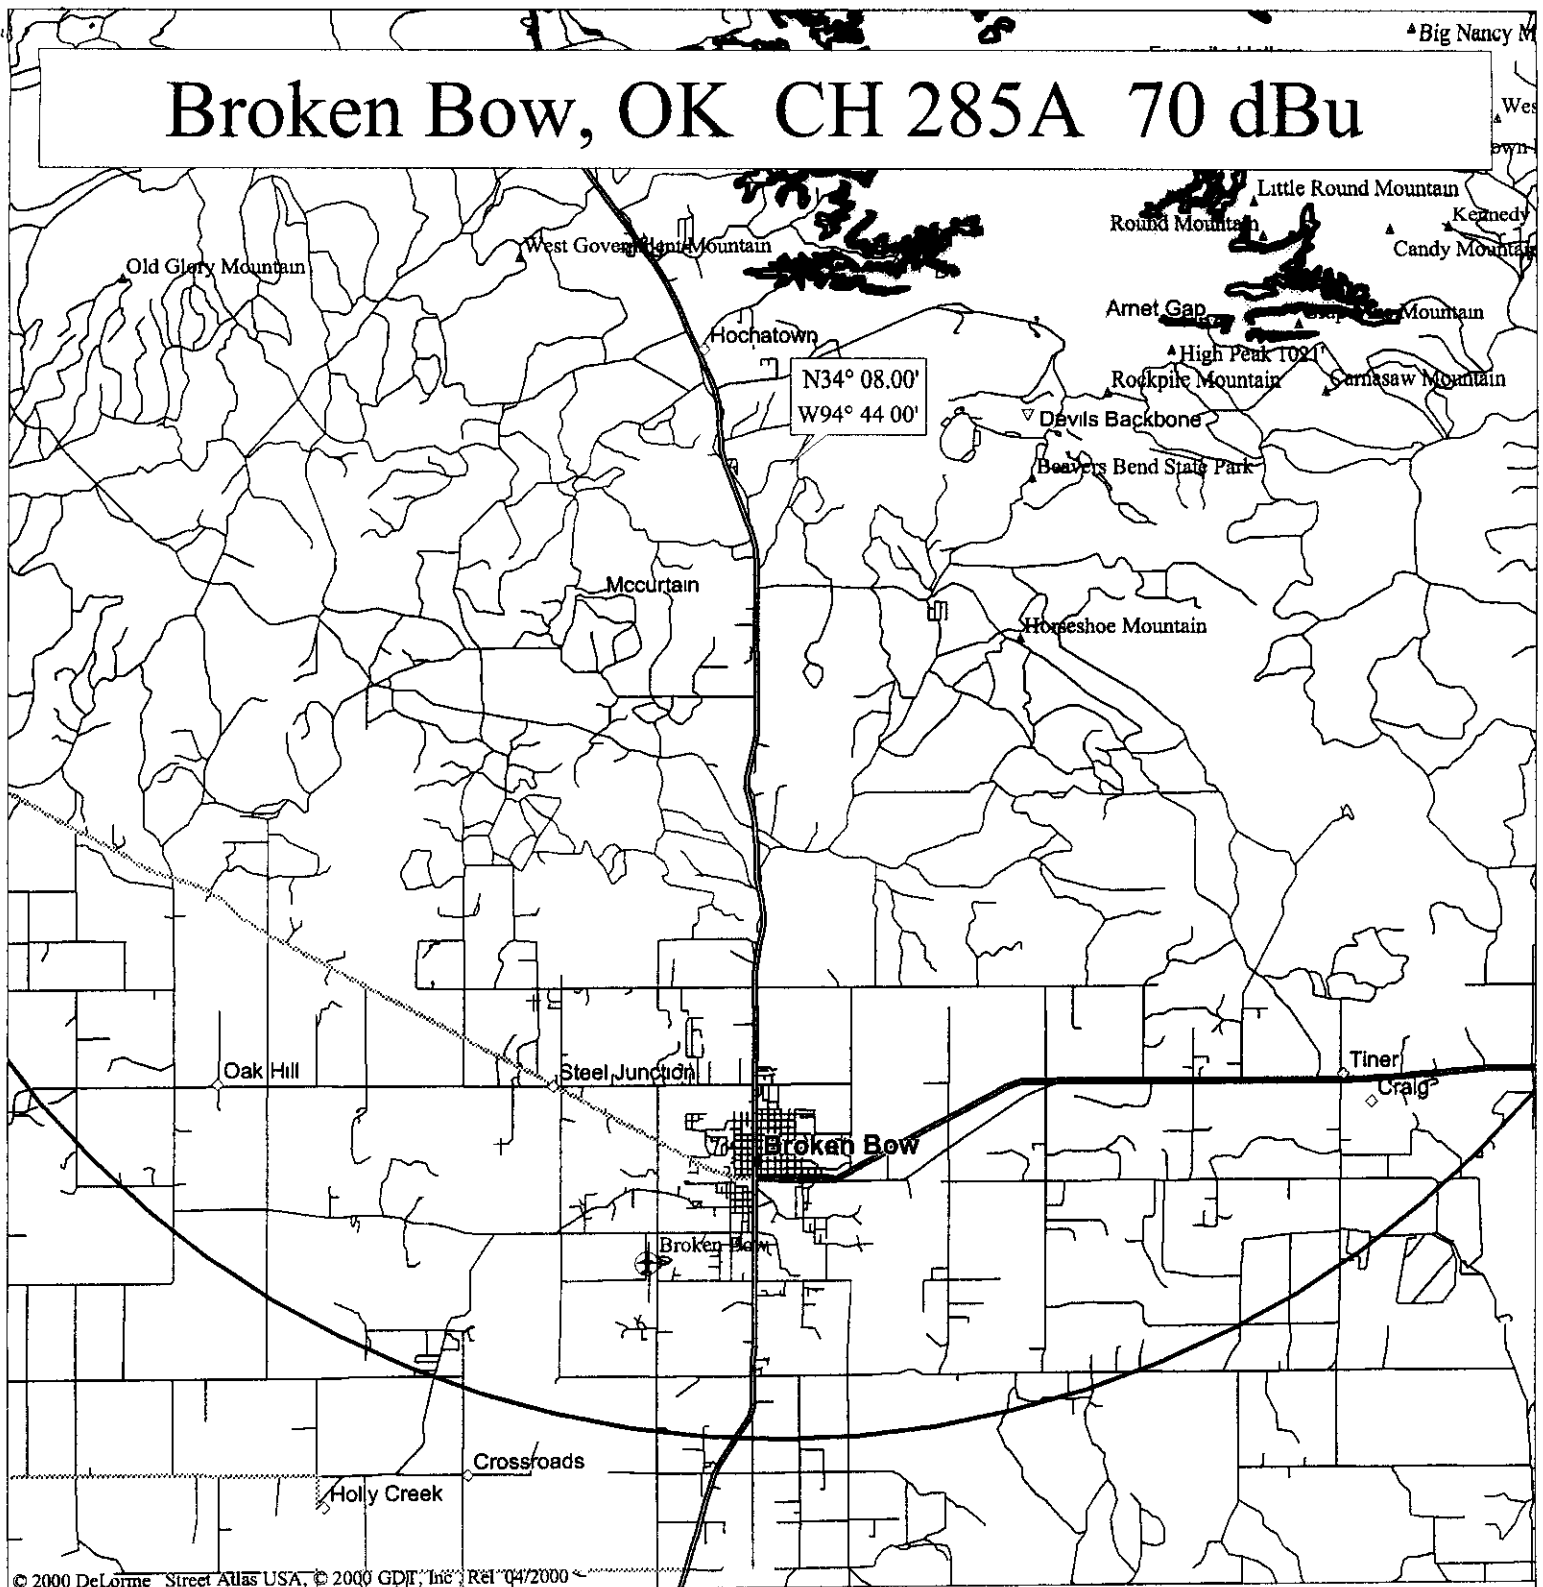 Big Nancy M
Broken Bow, OK CH 285A 70 dBu
Wes
own
Little Round Mountain
Round Mountain
Kennedy
West Government Mountain
Candy Mountain
Old Glory Mountain
Arnet Gap
Mountain
Hochatown
High Peak 1021'
N34° 08.00'
W94° 44 00'
Rockpile Mountain
Carnasaw Mountain
Devils Backbone
Beavers Bend State Park
Mccurtain
Horseshoe Mountain
Oak Hill
Steel Junction
Tiner
Craig
Broken Bow
Broken Bow
Crossroads
Holly Creek
© 2000 DeLorme Street Atlas USA, © 2000 GDT, Inc Rel 04/2000